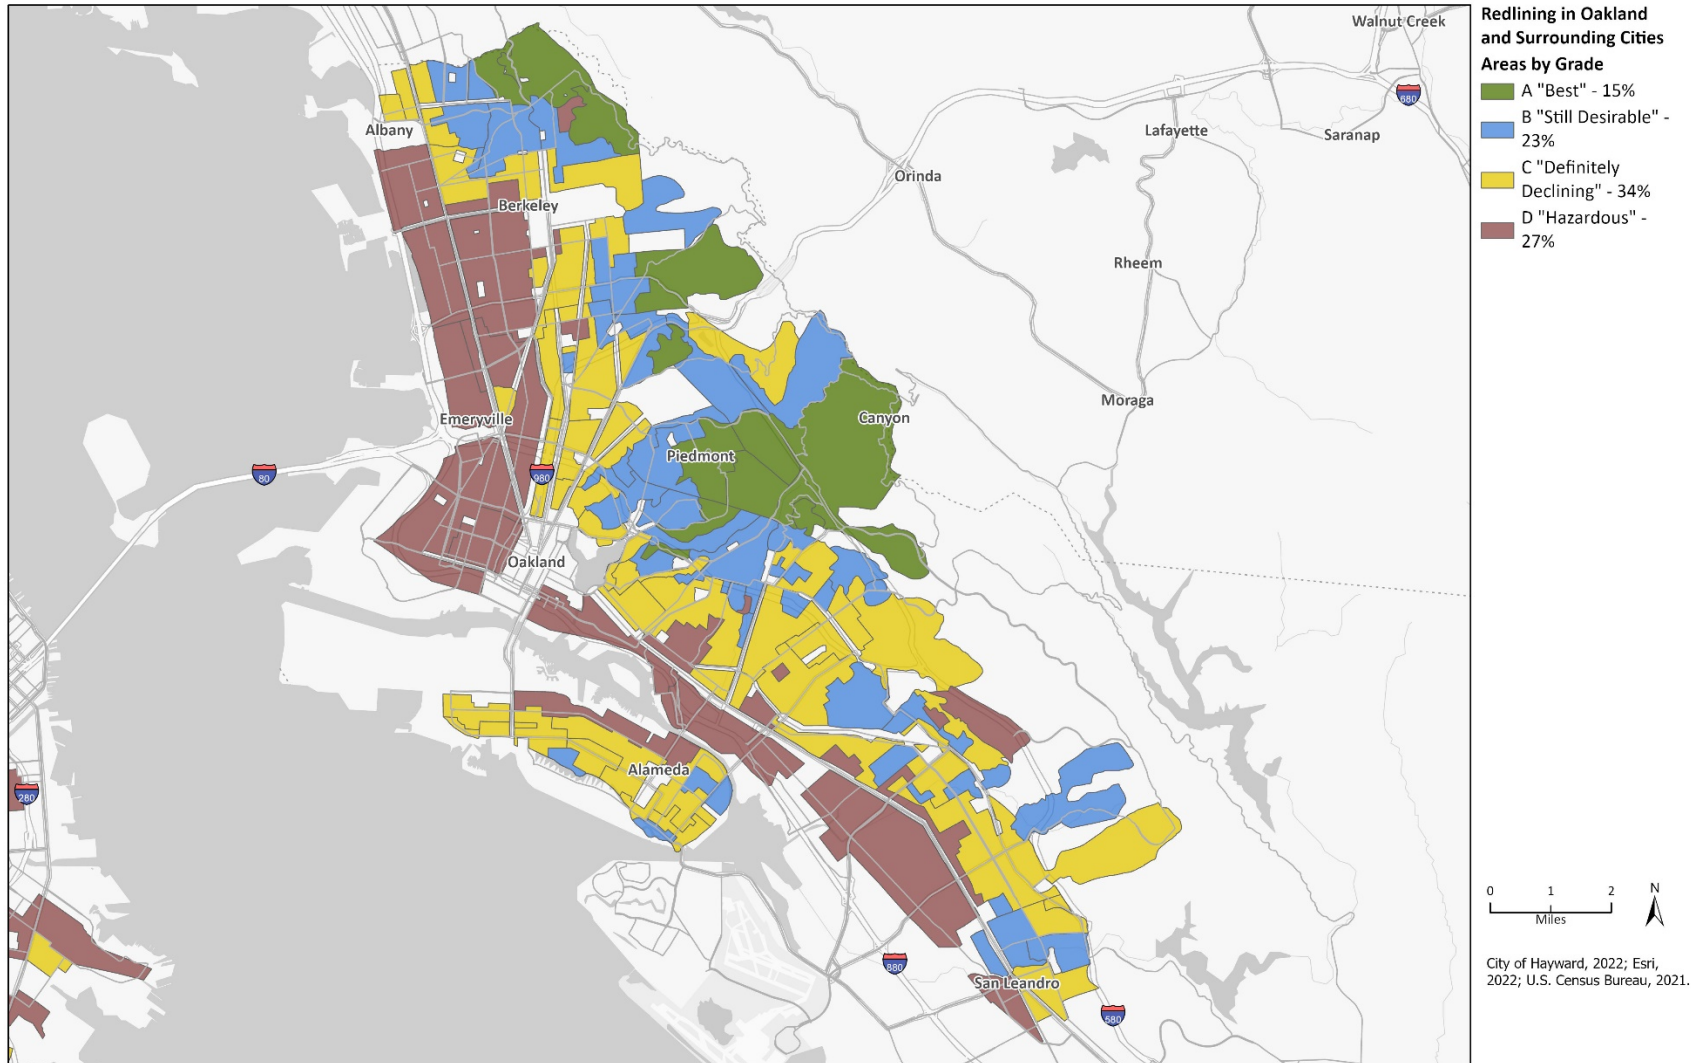 Redlining in Oakland
and Surrounding Cities
Areas by Grade
A "Best" - 15%
B "Still Desirable" -
23%
C "Definitely
Declining" - 34%
D "Hazardous" -
27%
Walnut Creek
680
Albany
Lafayette
Saranap
Orinda
Berkeley
Rheem
Moraga
Canyon
Emeryville
Piedmont
80
980
Oakland
Alameda
280
880
San Leandro
580
0 1 2
Miles
N
City of Hayward, 2022; Esri,
2022; U.S. Census Bureau, 2021.